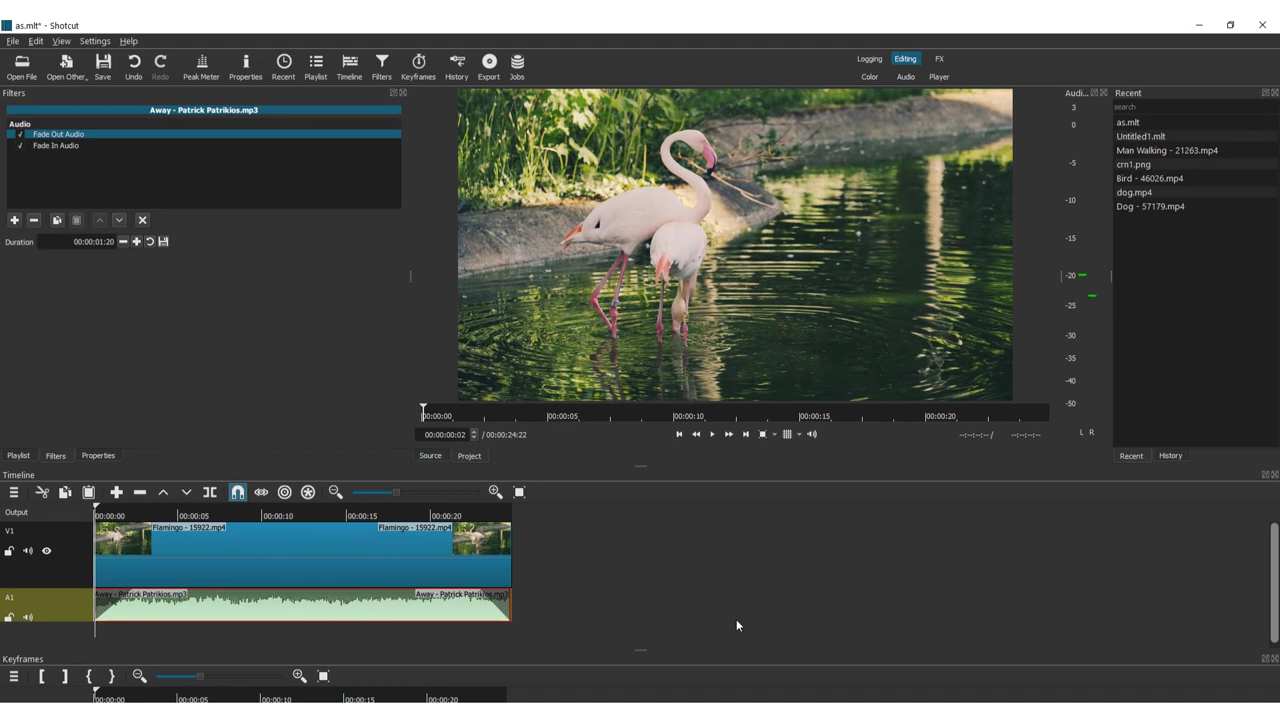 as.mlt* - Shotcut
File Edit View Settings Help
Open File Open Other.. Save Undo Redo Peak Meter Properties Recent Playlist Timeline Filters Keyframes History Export Jobs
Logging Editing FX
Color Audio Player
Filters
Away - Patrick Patrikios.mp3
Audio
✓ Fade Out Audio
✓ Fade In Audio
Duration 00:00:01:20
Audi...
3
0
-5
-10
-15
-20
-25
-30
-35
-40
-50
L R
Recent
search
as.mlt
Untitled1.mlt
Man Walking - 21263.mp4
crn1.png
Bird - 46026.mp4
dog.mp4
Dog - 57179.mp4
00:00:00 00:00:05 00:00:10 00:00:15 00:00:20
00:00:00:02 / 00:00:24:22 --:--:--:-- / --:--:--:--
Playlist Filters Properties
Source Project
Recent History
Timeline
Output 00:00:00 00:00:05 00:00:10 00:00:15 00:00:20
V1 Flamingo - 15922.mp4 Flamingo - 15922.mp4
A1 Away - Patrick Patrikios.mp3 Away - Patrick Patrikios.mp3
Keyframes
00:00:00 00:00:05 00:00:10 00:00:15 00:00:20